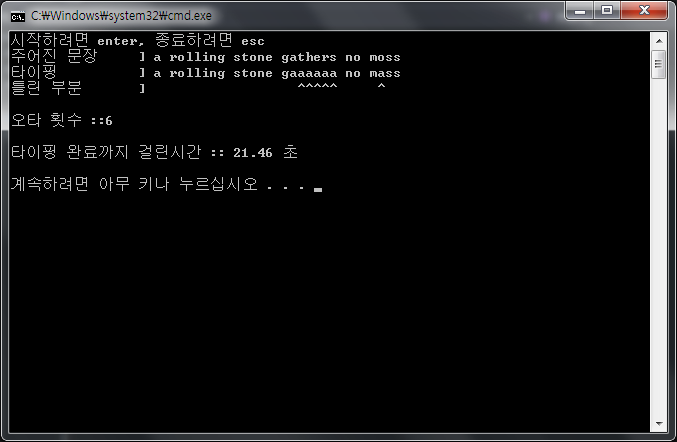 C:₩Windows₩system32₩cmd.exe
시작하려면 enter, 종료하려면 esc
주어진 문장 ] a rolling stone gathers no moss
타이핑 ] a rolling stone gaaaaaa no mass
틀린 부분 ] ^^^^^ ^
오타 횟수 ::6
타이핑 완료까지 걸린시간 :: 21.46 초
계속하려면 아무 키나 누르십시오 . . .